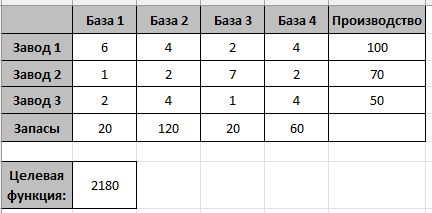 База 1 База 2 База 3 База 4 Производство
Завод 1 6 4 2 4 100
Завод 2 1 2 7 2 70
Завод 3 2 4 1 4 50
Запасы 20 120 20 60
Целевая
функция: 2180